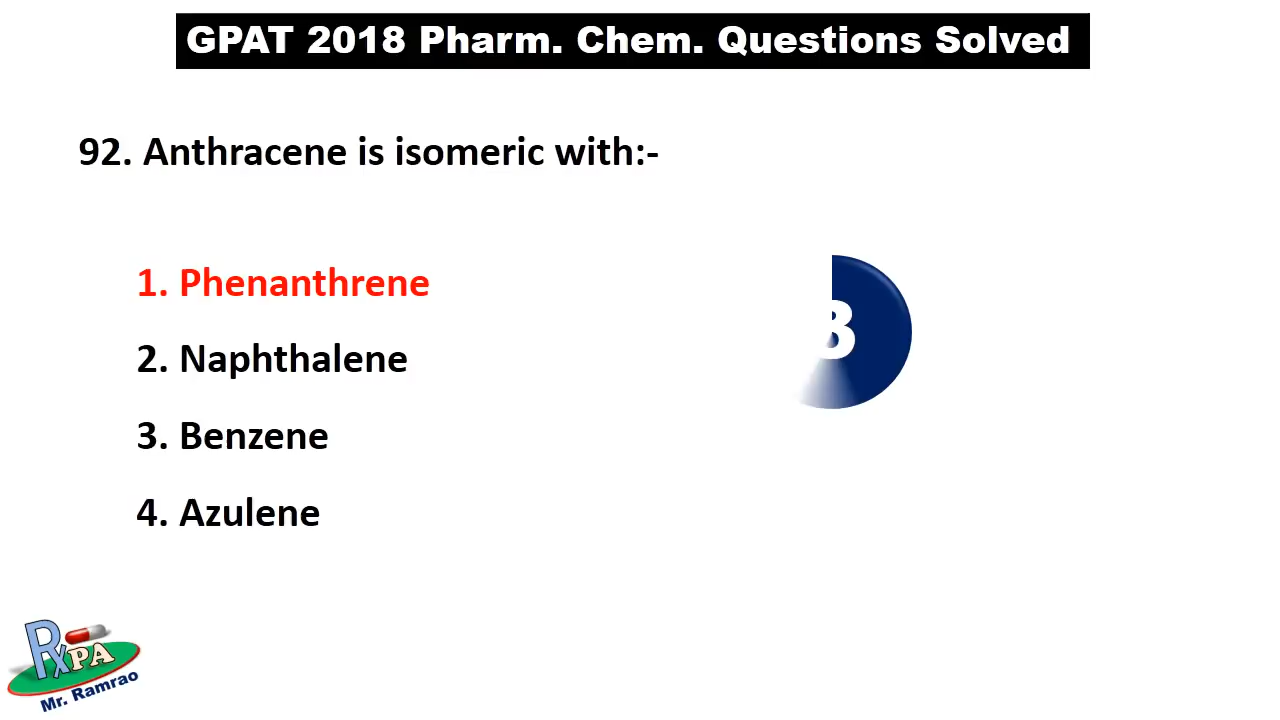 GPAT 2018 Pharm. Chem. Questions Solved
92. Anthracene is isomeric with:-
1. Phenanthrene
2. Naphthalene
3. Benzene
4. Azulene
RxPA
Mr. Ramrao